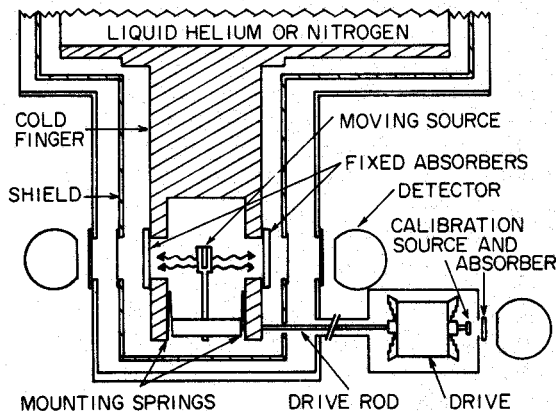 LIQUID HELIUM OR NITROGEN
COLD
FINGER
MOVING SOURCE
FIXED ABSORBERS
DETECTOR
SHIELD
CALIBRATION
SOURCE AND
ABSORBER
MOUNTING SPRINGS
DRIVE ROD
DRIVE